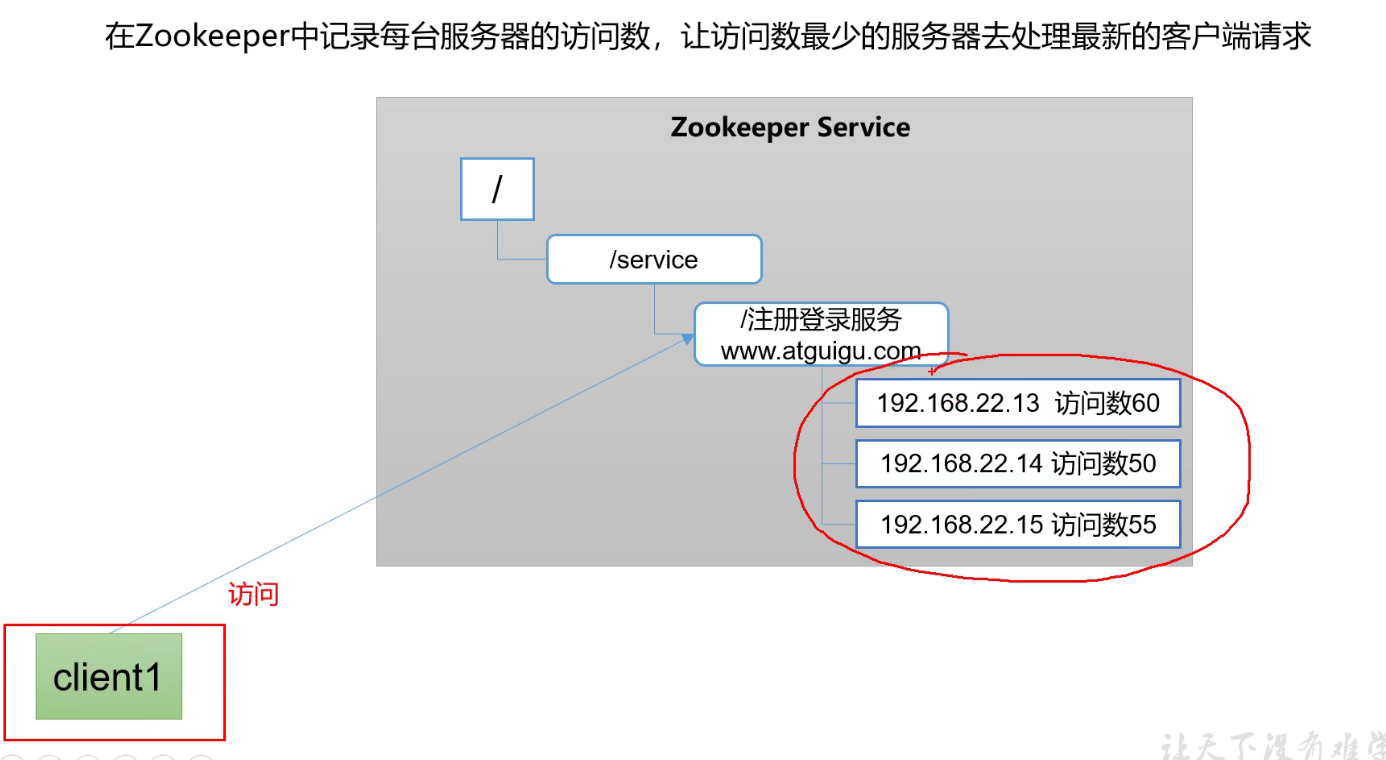 在Zookeeper中记录每台服务器的访问数，让访问数最少的服务器去处理最新的客户端请求
Zookeeper Service
/
/service
/注册登录服务
www.atguigu.com
192.168.22.13 访问数60
192.168.22.14 访问数50
192.168.22.15 访问数55
访问
client1
让天下没有难学